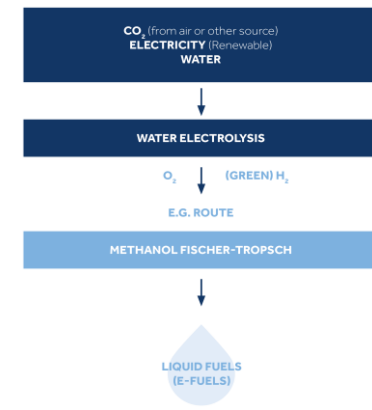 CO₂ (from air or other source)
ELECTRICITY (Renewable)
WATER
WATER ELECTROLYSIS
O₂ (GREEN) H₂
E.G. ROUTE
METHANOL FISCHER-TROPSCH
LIQUID FUELS
(E-FUELS)